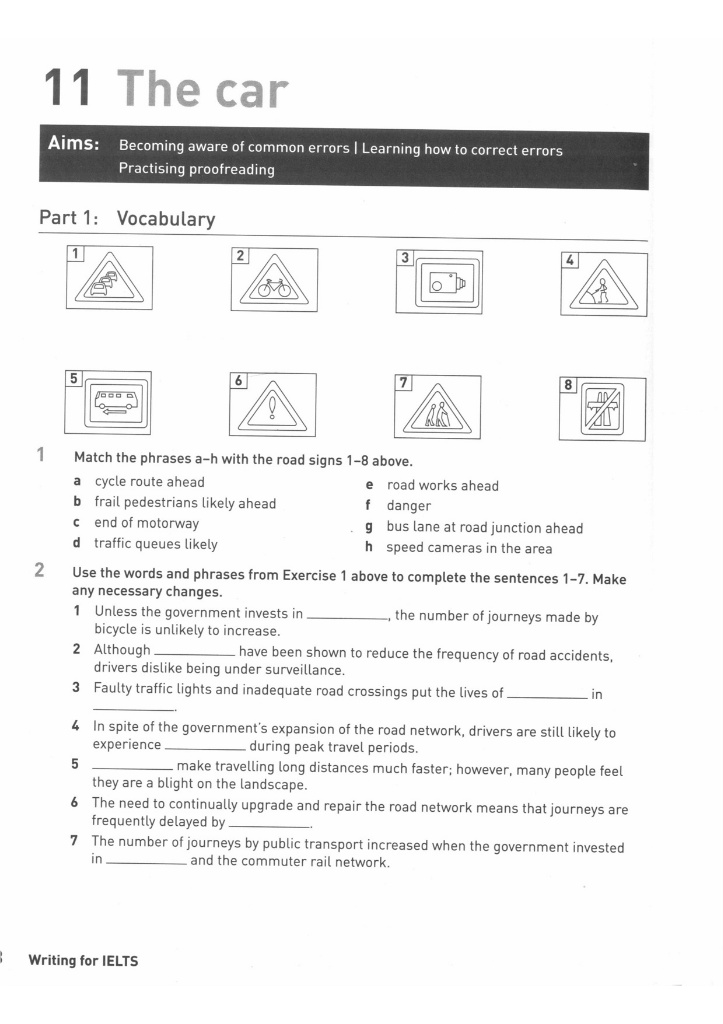 11 The car
Aims: Becoming aware of common errors | Learning how to correct errors
Practising proofreading
Part 1: Vocabulary
1
2
3
4
5
6
7
8
1 Match the phrases a–h with the road signs 1–8 above.
a cycle route ahead
b frail pedestrians likely ahead
c end of motorway
d traffic queues likely
e road works ahead
f danger
g bus lane at road junction ahead
h speed cameras in the area
2 Use the words and phrases from Exercise 1 above to complete the sentences 1–7. Make
any necessary changes.
1 Unless the government invests in ____________, the number of journeys made by
bicycle is unlikely to increase.
2 Although ____________ have been shown to reduce the frequency of road accidents,
drivers dislike being under surveillance.
3 Faulty traffic lights and inadequate road crossings put the lives of ____________ in
____________.
4 In spite of the government's expansion of the road network, drivers are still likely to
experience ____________ during peak travel periods.
5 ____________ make travelling long distances much faster; however, many people feel
they are a blight on the landscape.
6 The need to continually upgrade and repair the road network means that journeys are
frequently delayed by ____________.
7 The number of journeys by public transport increased when the government invested
in ____________ and the commuter rail network.
Writing for IELTS